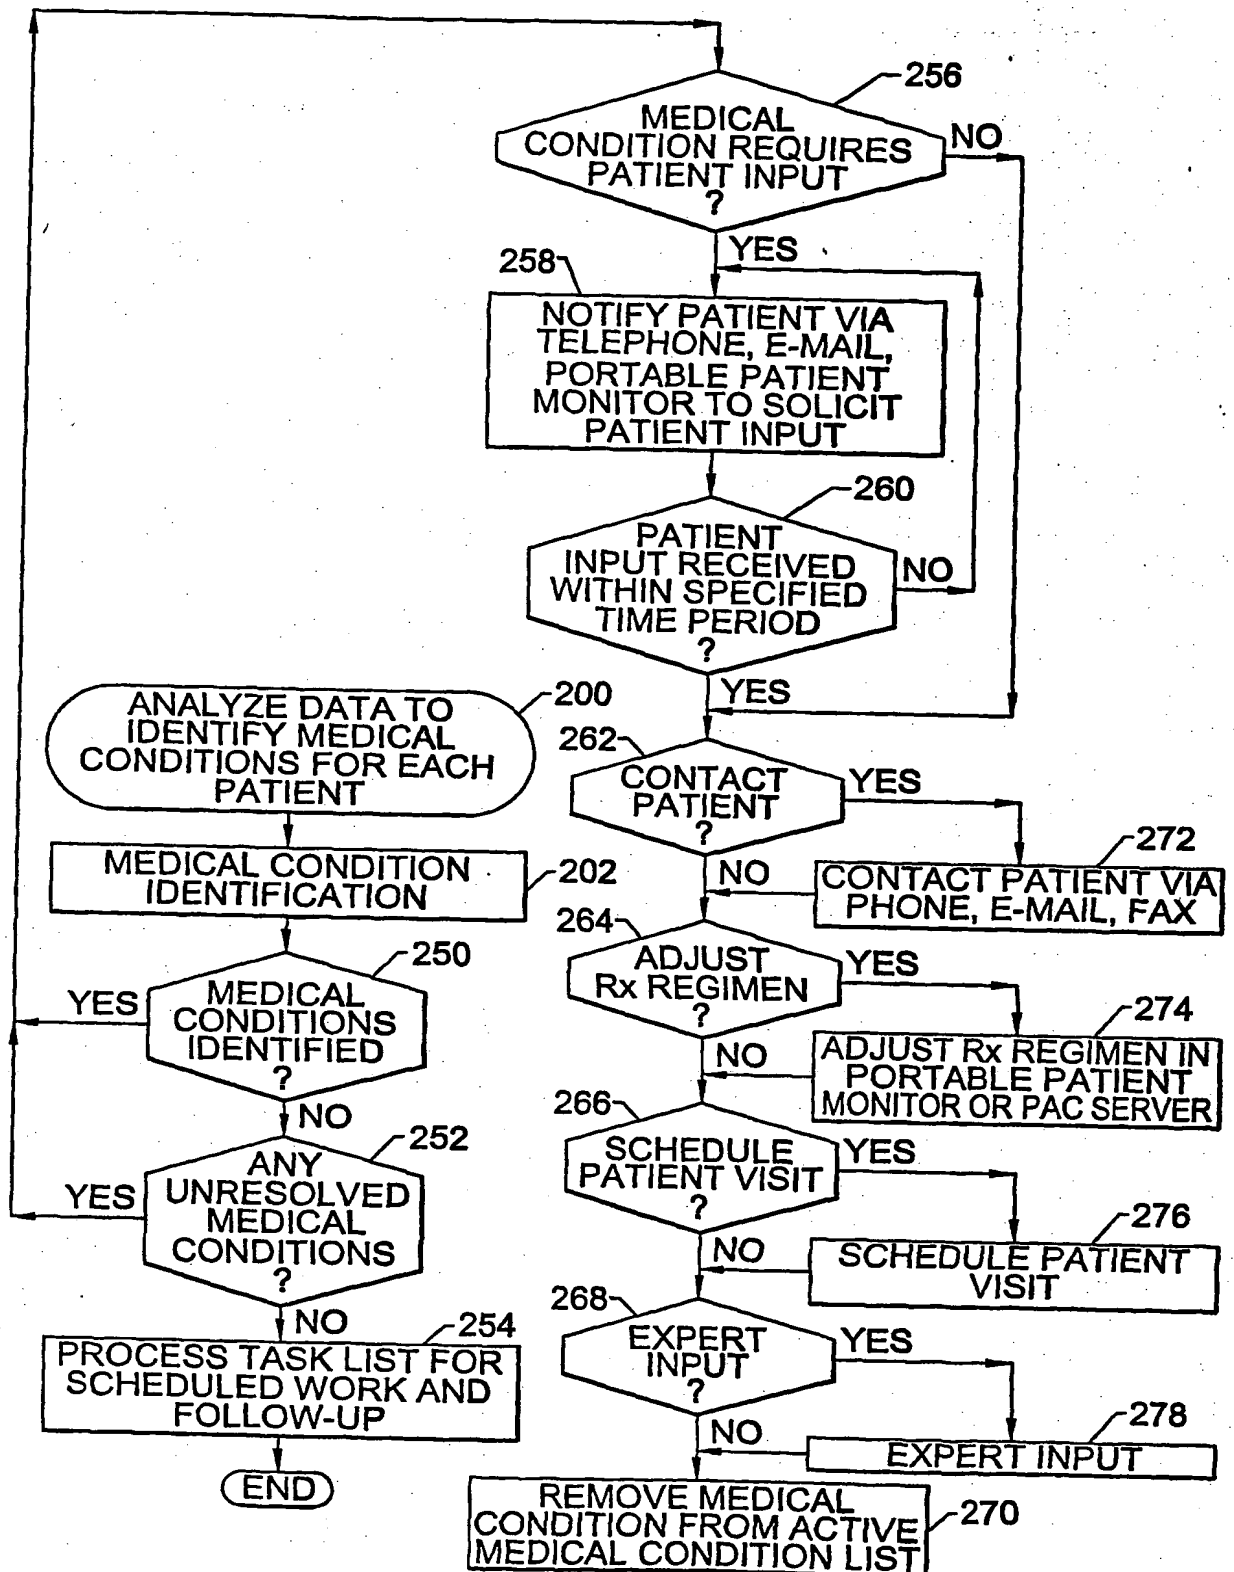 256
MEDICAL
CONDITION REQUIRES
PATIENT INPUT
?
NO
YES
258
NOTIFY PATIENT VIA
TELEPHONE, E-MAIL,
PORTABLE PATIENT
MONITOR TO SOLICIT
PATIENT INPUT
260
PATIENT
INPUT RECEIVED
WITHIN SPECIFIED
TIME PERIOD
?
NO
YES
200
ANALYZE DATA TO
IDENTIFY MEDICAL
CONDITIONS FOR EACH
PATIENT
202
MEDICAL CONDITION
IDENTIFICATION
250
MEDICAL
CONDITIONS
IDENTIFIED
?
YES
NO
252
ANY
UNRESOLVED
MEDICAL
CONDITIONS
?
YES
NO
254
PROCESS TASK LIST FOR
SCHEDULED WORK AND
FOLLOW-UP
END
262
CONTACT
PATIENT
?
YES
NO
272
CONTACT PATIENT VIA
PHONE, E-MAIL, FAX
264
ADJUST
Rx REGIMEN
?
YES
NO
274
ADJUST Rx REGIMEN IN
PORTABLE PATIENT
MONITOR OR PAC SERVER
266
SCHEDULE
PATIENT VISIT
?
YES
NO
276
SCHEDULE PATIENT
VISIT
268
EXPERT
INPUT
?
YES
NO
278
EXPERT INPUT
REMOVE MEDICAL
CONDITION FROM ACTIVE
MEDICAL CONDITION LIST
270